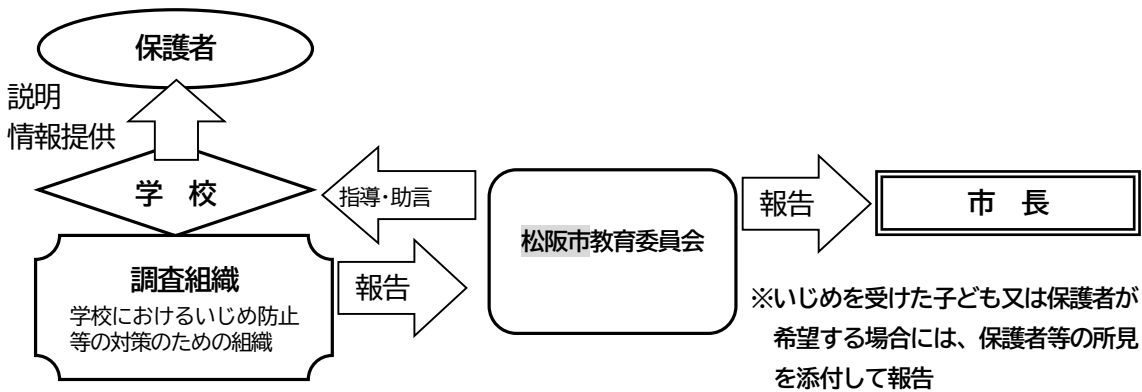 保護者
説明
情報提供
学　校
指導・助言
松阪市教育委員会
報告
市　長
調査組織
学校におけるいじめ防止
等の対策のための組織
報告
※いじめを受けた子ども又は保護者が
希望する場合には、保護者等の所見
を添付して報告